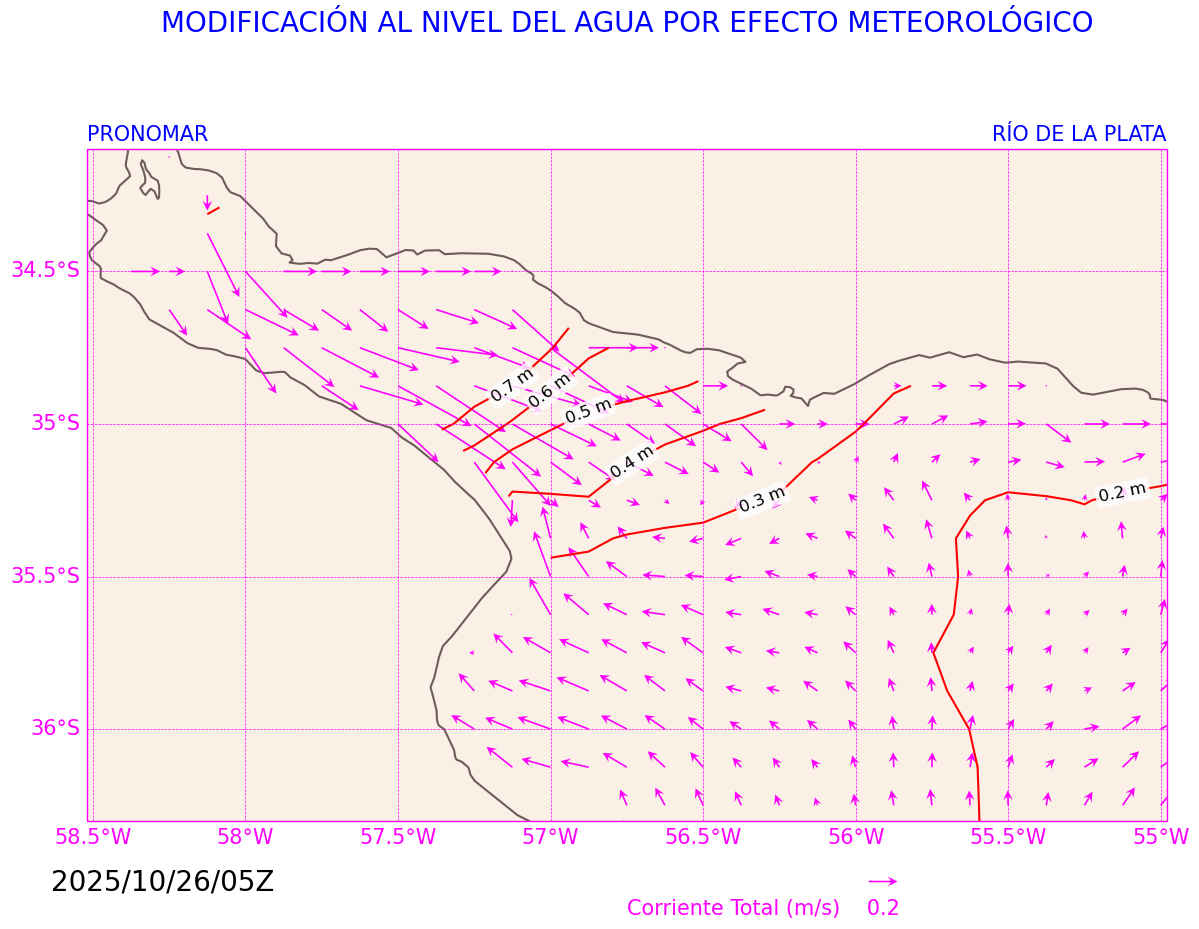 MODIFICACIÓN AL NIVEL DEL AGUA POR EFECTO METEOROLÓGICO
PRONOMAR
RÍO DE LA PLATA
34.5°S
35°S
35.5°S
36°S
0.7 m
0.6 m
0.5 m
0.4 m
0.3 m
0.2 m
58.5°W
58°W
57.5°W
57°W
56.5°W
56°W
55.5°W
55°W
2025/10/26/05Z
Corriente Total (m/s)
0.2